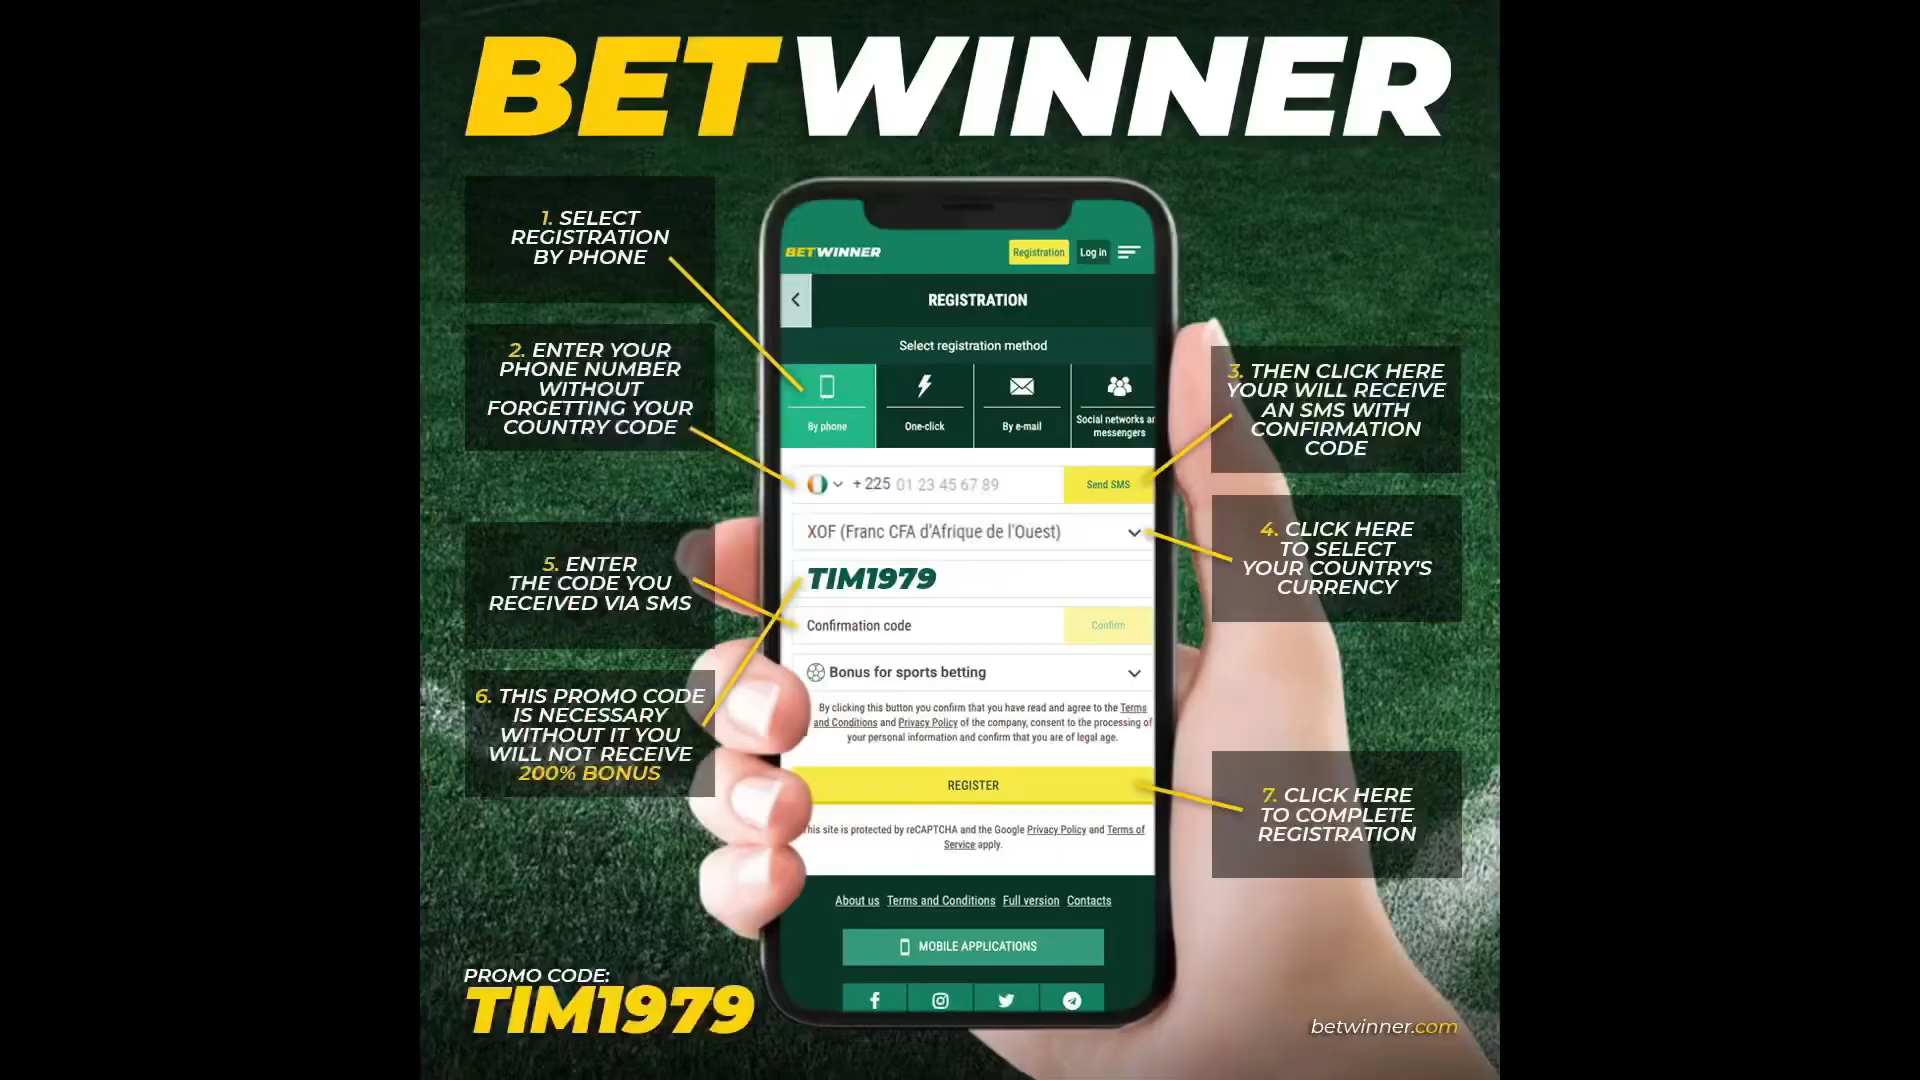 BETWINNER
1. SELECT
REGISTRATION
BY PHONE
2. ENTER YOUR
PHONE NUMBER
WITHOUT
FORGETTING YOUR
COUNTRY CODE
5. ENTER
THE CODE YOU
RECEIVED VIA SMS
6. THIS PROMO CODE
IS NECESSARY
WITHOUT IT YOU
WILL NOT RECEIVE
200% BONUS
BETWINNER
Registration
Log in
REGISTRATION
Select registration method
By phone
One-click
By e-mail
Social networks an
messengers
+ 225 01 23 45 67 89
Send SMS
XOF (Franc CFA d'Afrique de l'Ouest)
TIM1979
Confirmation code
Confirm
Bonus for sports betting
By clicking this button you confirm that you have read and agree to the Terms
and Conditions and Privacy Policy of the company, consent to the processing of
your personal information and confirm that you are of legal age.
REGISTER
his site is protected by reCAPTCHA and the Google Privacy Policy and Terms of
Service apply.
About us Terms and Conditions Full version Contacts
MOBILE APPLICATIONS
3. THEN CLICK HERE
YOUR WILL RECEIVE
AN SMS WITH
CONFIRMATION
CODE
4. CLICK HERE
TO SELECT
YOUR COUNTRY'S
CURRENCY
7. CLICK HERE
TO COMPLETE
REGISTRATION
PROMO CODE:
TIM1979
betwinner.com